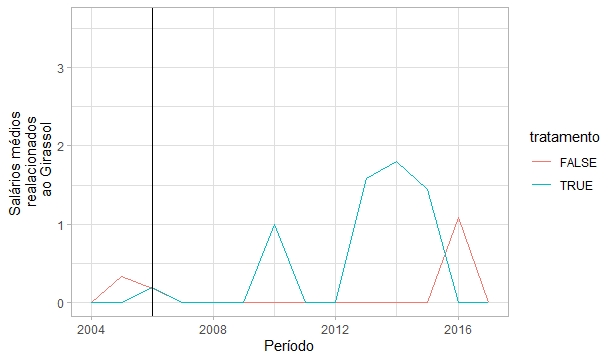 Salários médios
realacionados
ao Girassol
3
2
1
0
2004
2008
2012
2016
Período
tratamento
FALSE
TRUE